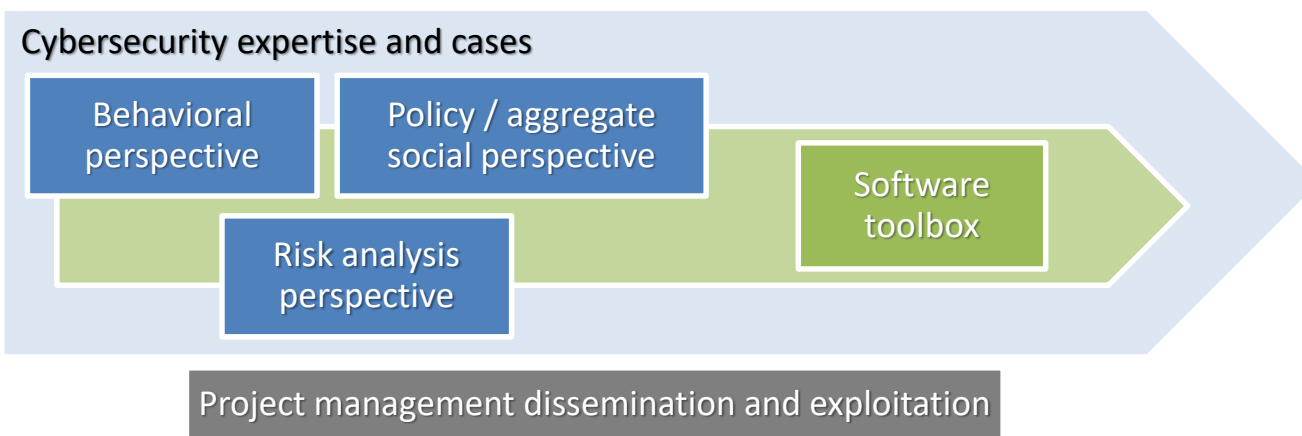 Cybersecurity expertise and cases
Behavioral
perspective
Policy / aggregate
social perspective
Software
toolbox
Risk analysis
perspective
Project management dissemination and exploitation